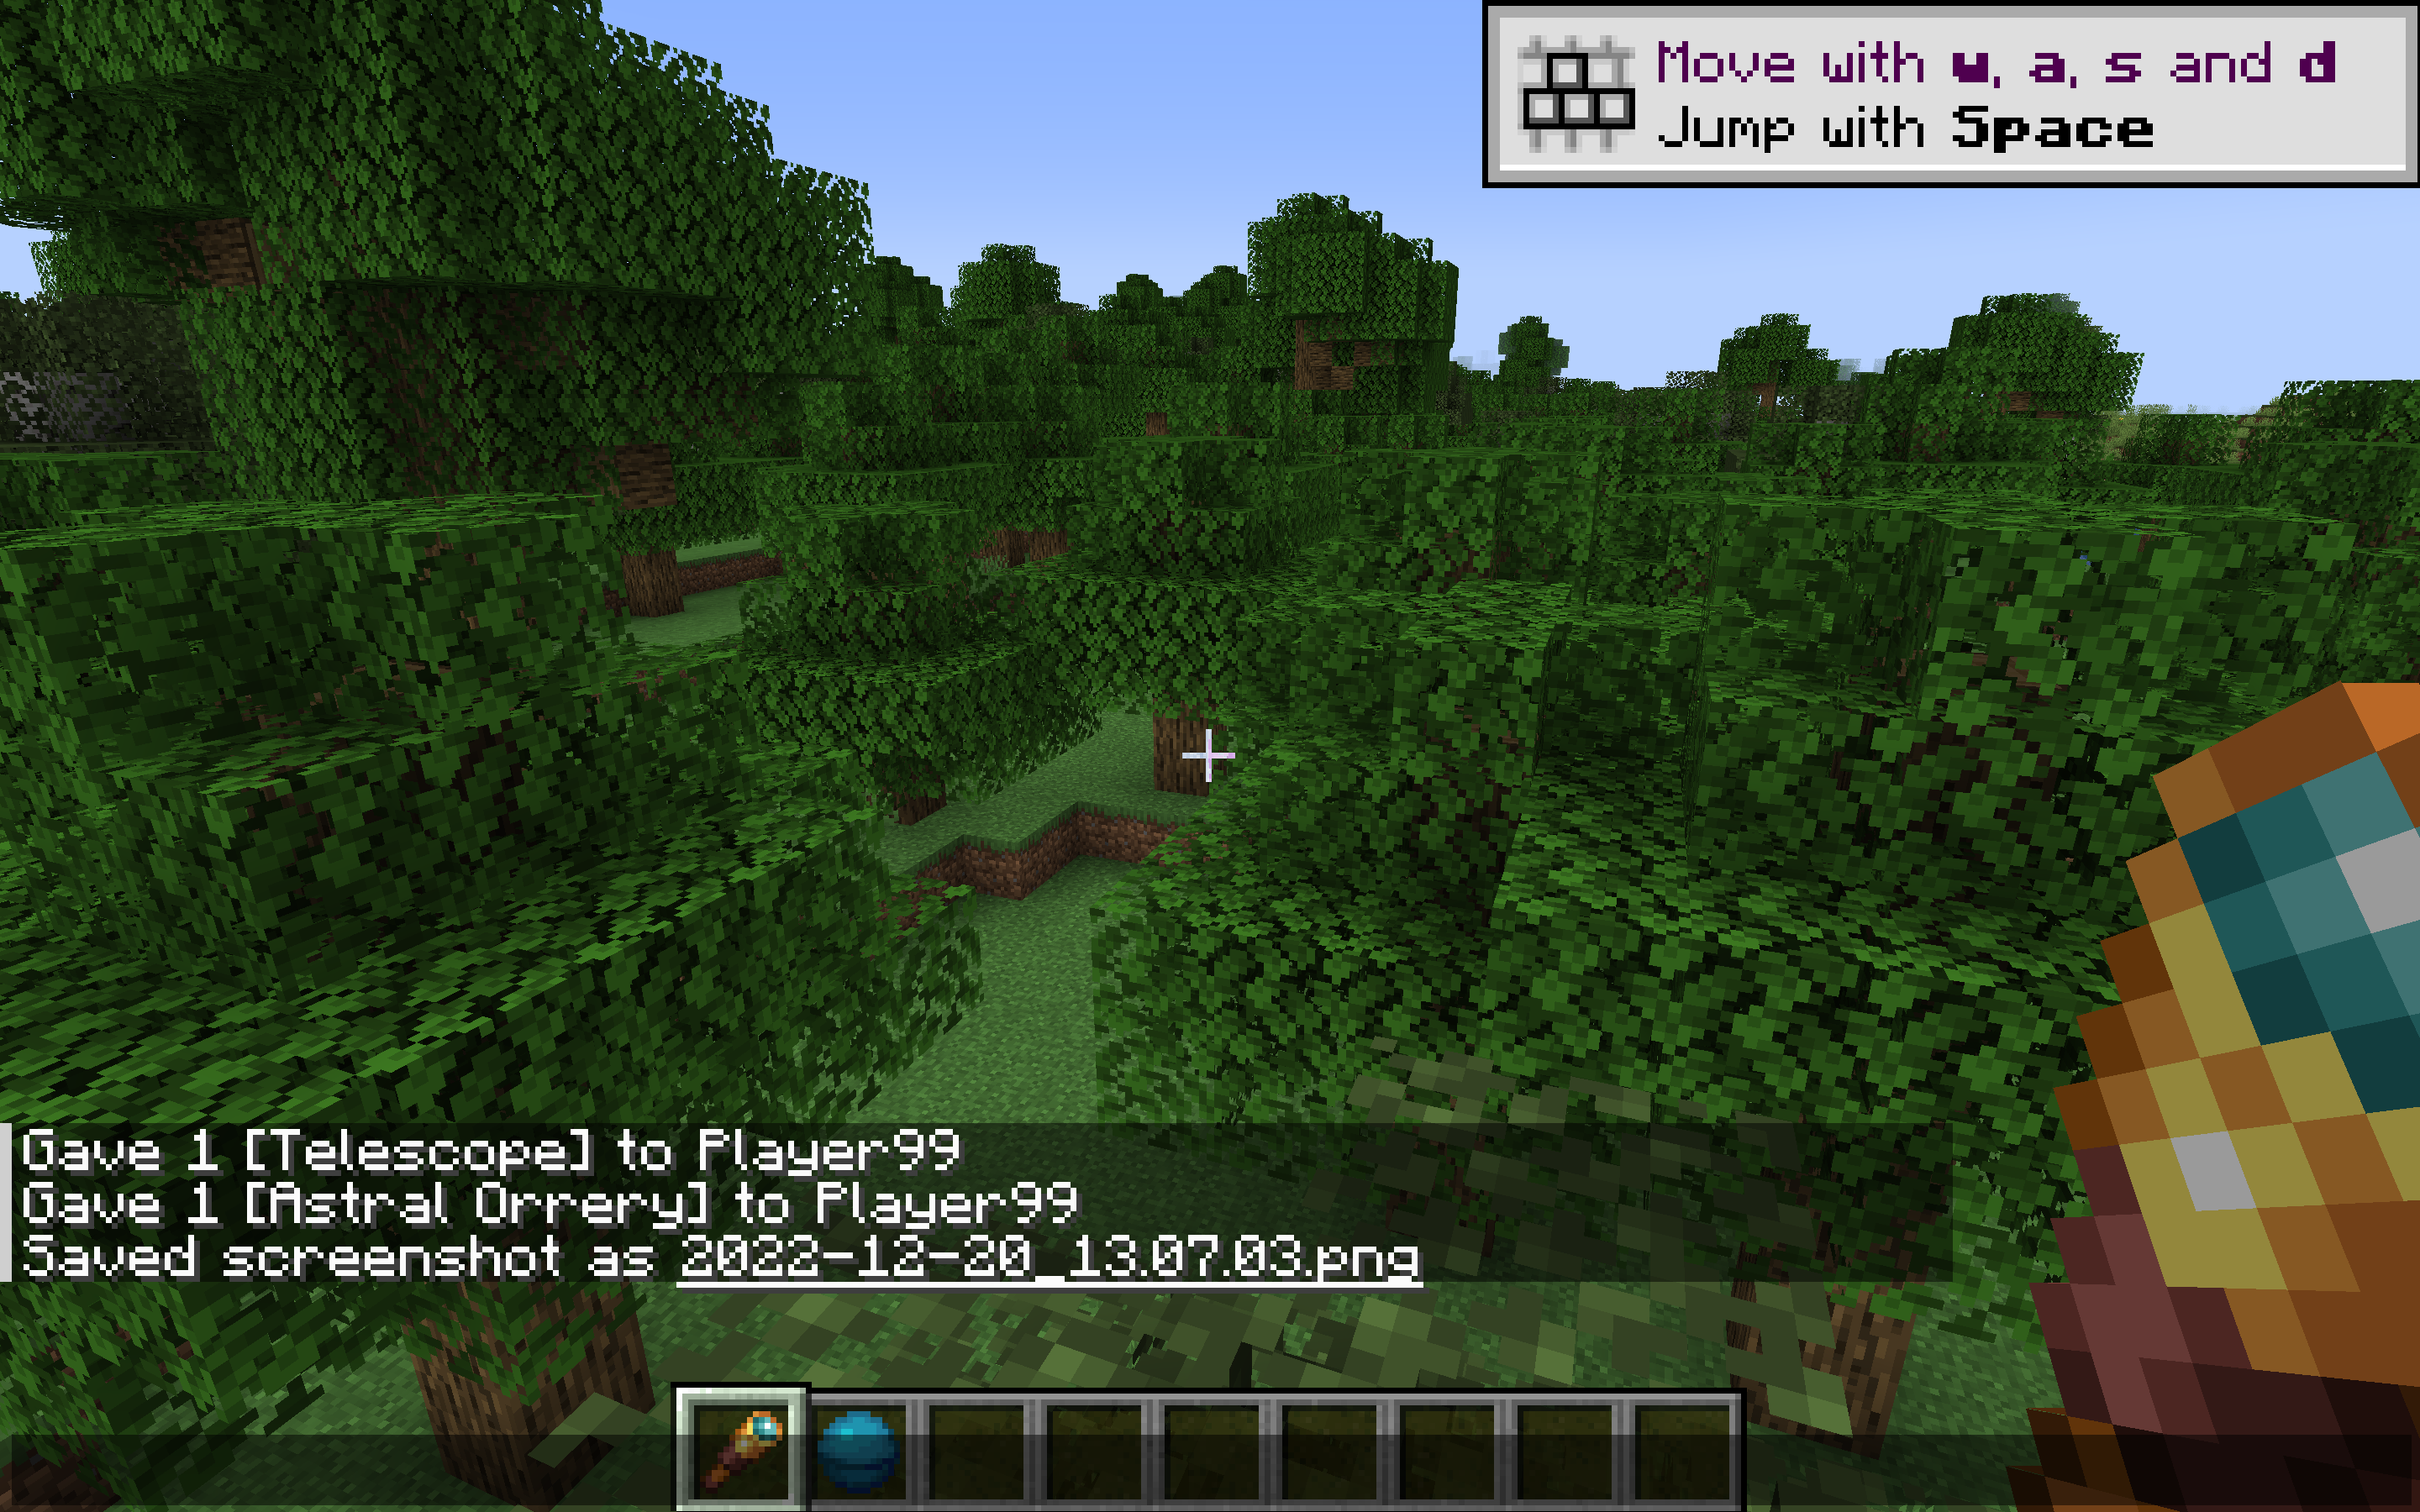 Move with w, a, s and d
Jump with Space
Gave 1 [Telescope] to Player99
Gave 1 [Astral Orrery] to Player99
Saved screenshot as 2022-12-20_13.07.03.png